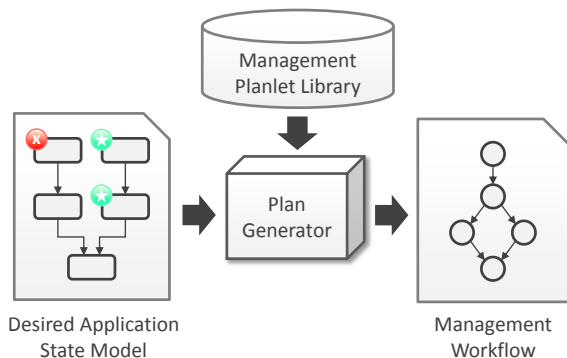 Management
Planlet Library
X
Plan
Generator
Desired Application
State Model
Management
Workflow